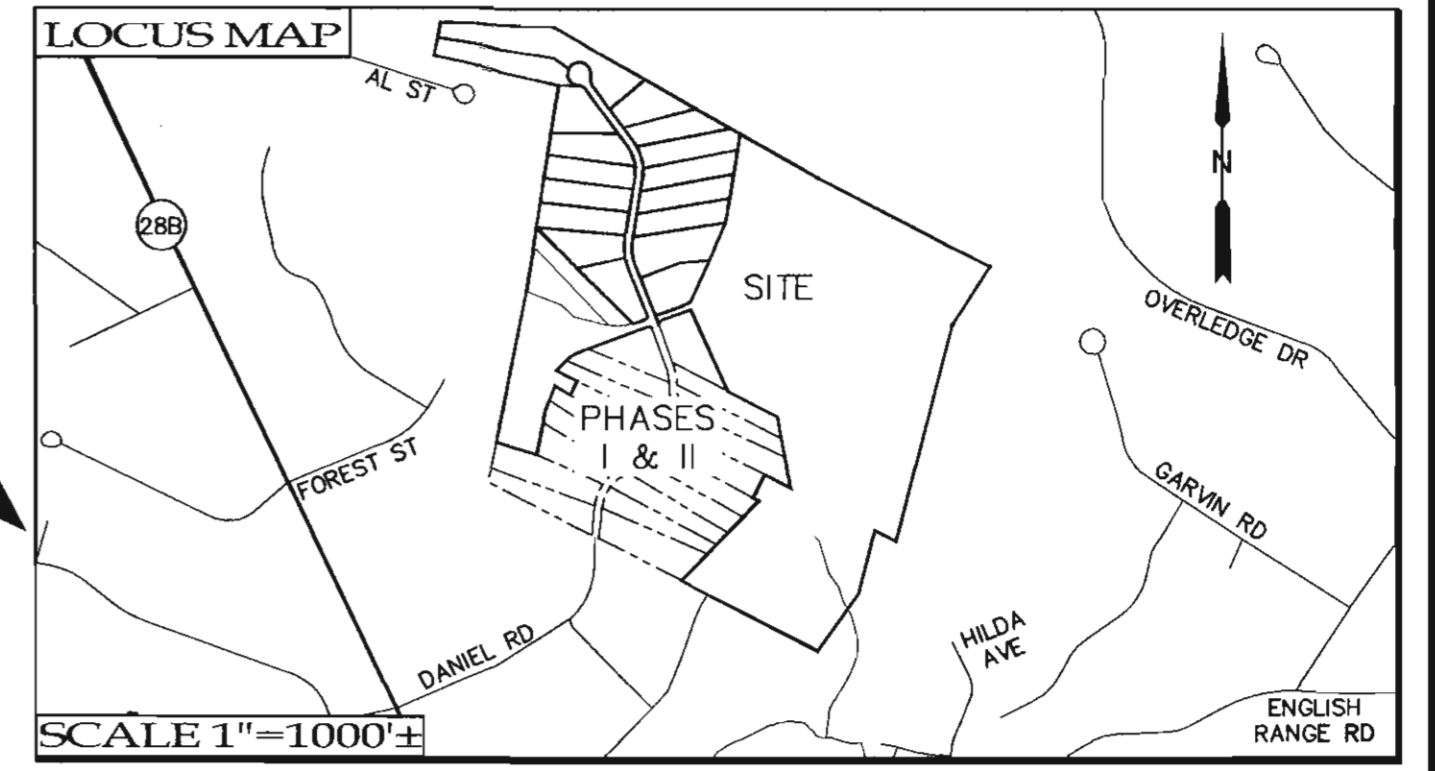 LOCUS MAP
AL ST
28B
N
SITE
OVERLEDGE DR
PHASES
I & II
FOREST ST
GARVIN RD
DANIEL RD
HILDA
AVE
ENGLISH
RANGE RD
SCALE 1"=1000'±